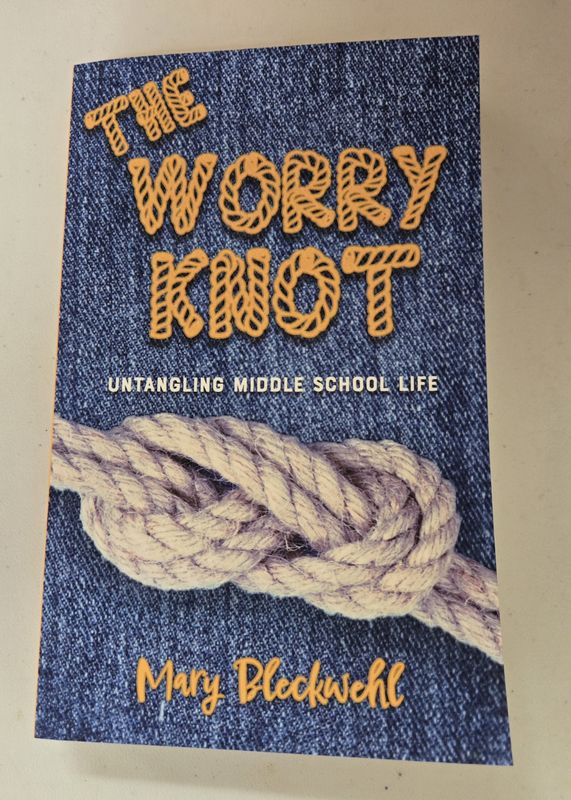 THE
WORRY
KNOT
UNTANGLING MIDDLE SCHOOL LIFE
Mary Bleckwehl